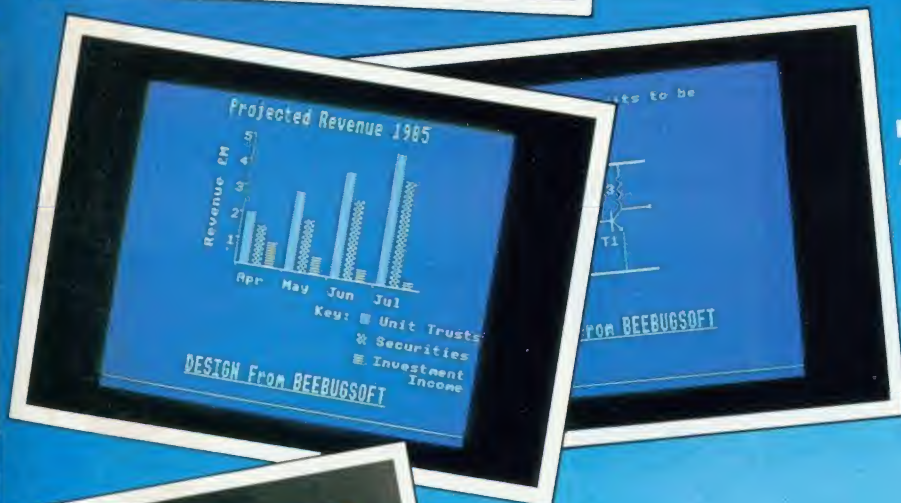 Projected Revenue 1985
5
4
3
2
1
Revenue £M
Apr May Jun Jul
Key: Unit Trusts
Securities
Investment
Income
DESIGN From BEEBUGSOFT
its to be
3
T1
rom BEEBUGSOFT